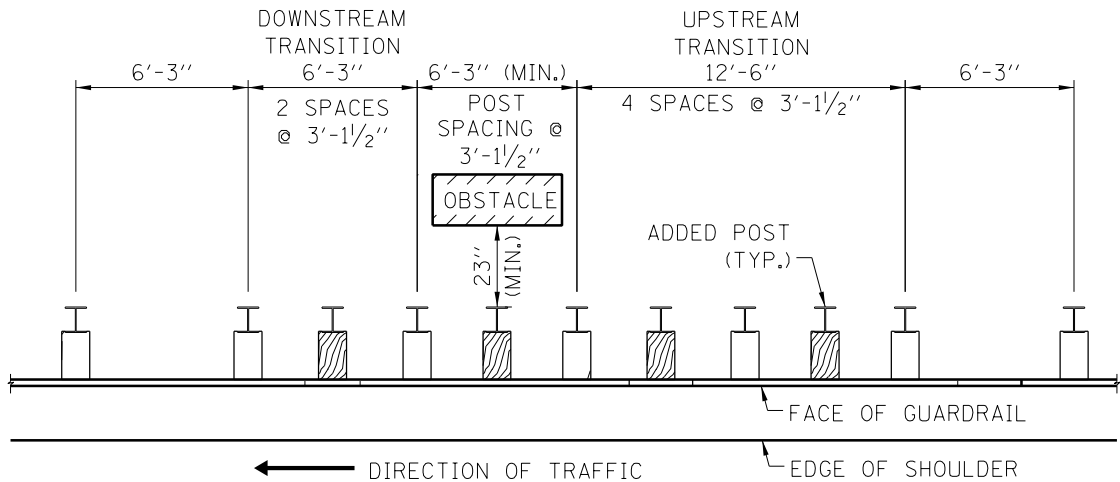 DOWNSTREAM
TRANSITION
UPSTREAM
TRANSITION
6'-3"
6'-3"
6'-3" (MIN.)
12'-6"
6'-3"
2 SPACES
@ 3'-1½"
POST
SPACING @
3'-1½"
4 SPACES @ 3'-1½"
OBSTACLE
23"
(MIN.)
ADDED POST
(TYP.)
FACE OF GUARDRAIL
DIRECTION OF TRAFFIC
EDGE OF SHOULDER